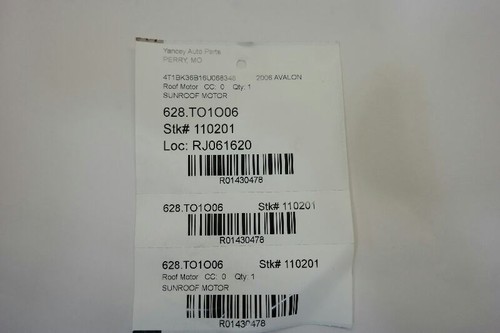 Yancey Auto Parts
PERRY, MO
4T1BK36B16U068346 2006 AVALON
Roof Motor CC: 0 Qty: 1
SUNROOF MOTOR
628.TO1O06
Stk# 110201
Loc: RJ061620
R01430478
628.TO1O06 Stk# 110201
R01430478
628.TO1O06 Stk# 110201
Roof Motor CC: 0 Qty: 1
SUNROOF MOTOR
R01430478